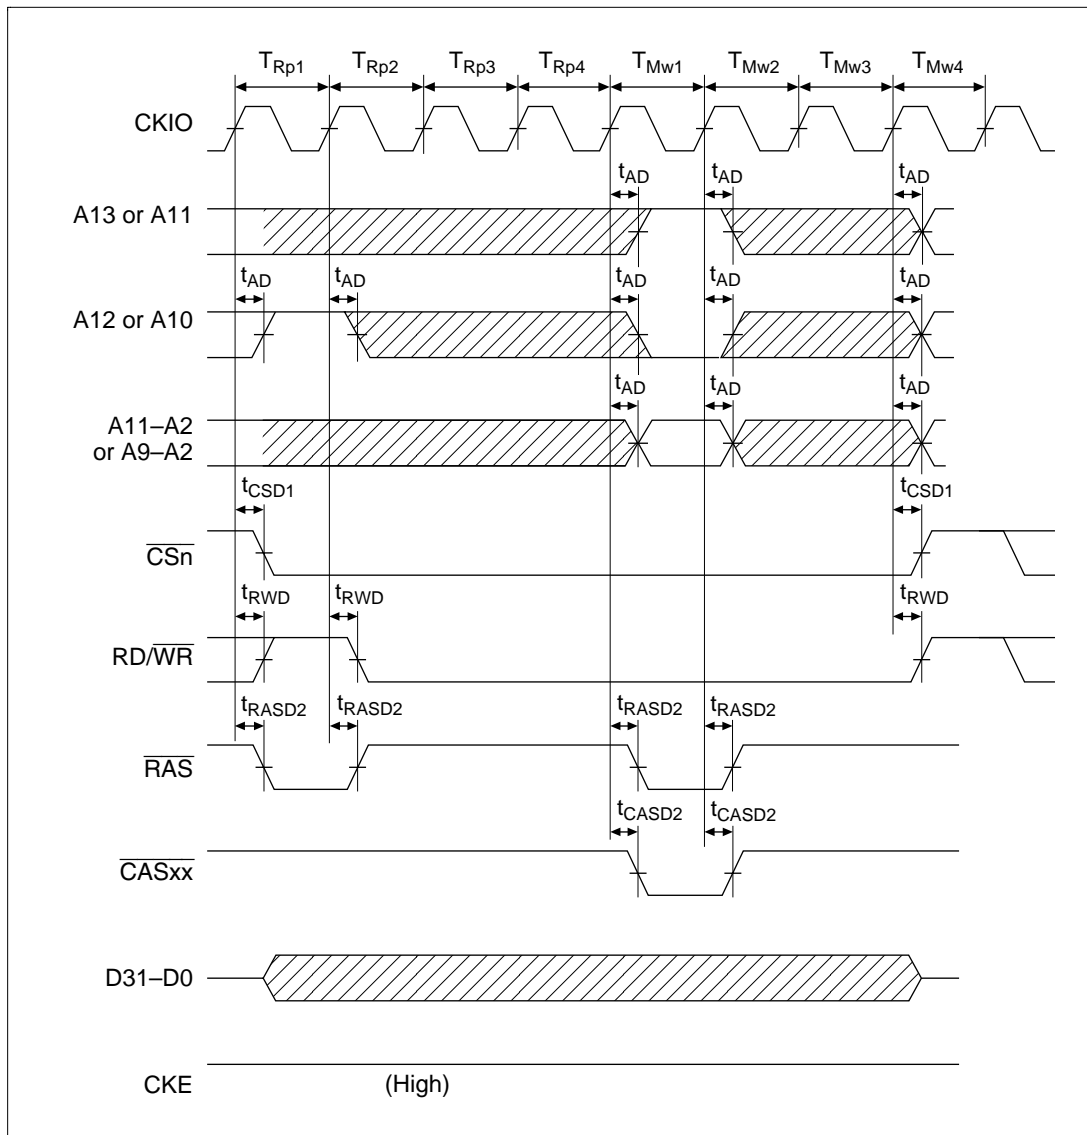 TRp1 TRp2 TRp3 TRp4 TMw1 TMw2 TMw3 TMw4
CKIO
tAD tAD tAD
A13 or A11
tAD tAD tAD tAD tAD
A12 or A10
tAD tAD tAD
A11–A2
or A9–A2
tCSD1 tCSD1
CSn
tRWD tRWD tRWD
RD/WR
tRASD2 tRASD2 tRASD2 tRASD2
RAS
tCASD2 tCASD2
CASxx
D31–D0
CKE (High)